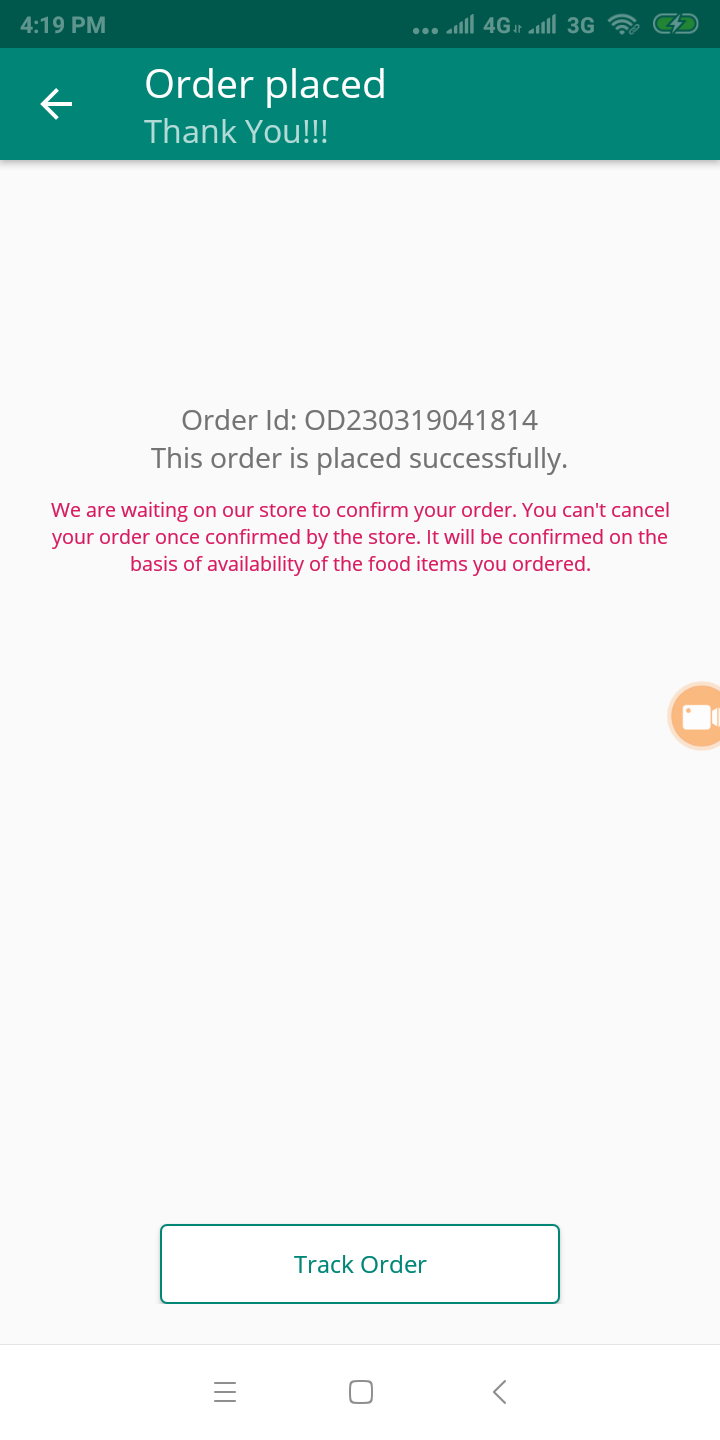 4:19 PM
4G
3G
Order placed
Thank You!!!
Order Id: OD230319041814
This order is placed successfully.
We are waiting on our store to confirm your order. You can't cancel
your order once confirmed by the store. It will be confirmed on the
basis of availability of the food items you ordered.
Track Order